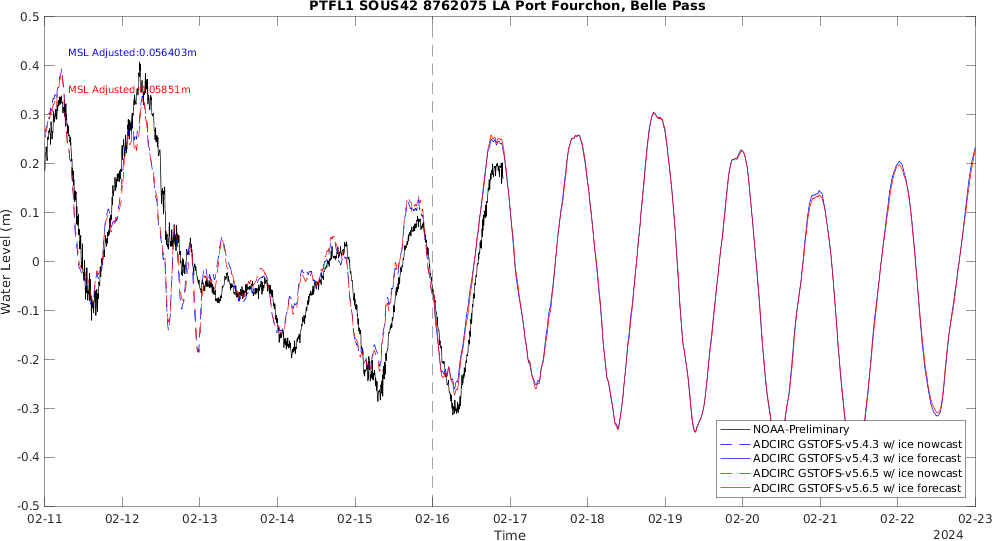 PTFL1 SOUS42 8762075 LA Port Fourchon, Belle Pass
0.5
0.4
0.3
0.2
0.1
0
-0.1
-0.2
-0.3
-0.4
-0.5
Water Level (m)
MSL Adjusted:0.056403m
MSL Adjusted:0.05851m
NOAA-Preliminary
ADCIRC GSTOFS-v5.4.3 w/ ice nowcast
ADCIRC GSTOFS-v5.4.3 w/ ice forecast
ADCIRC GSTOFS-v5.6.5 w/ ice nowcast
ADCIRC GSTOFS-v5.6.5 w/ ice forecast
02-11 02-12 02-13 02-14 02-15 02-16 02-17 02-18 02-19 02-20 02-21 02-22 02-23
Time
2024